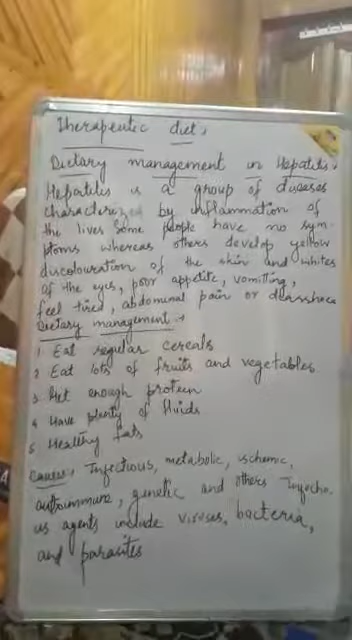 Therapeutic diet,
Dietary management in Hepatitis,
Hepatitis is a group of diseases
characterized by inflammation of
the lives some people have no sym-
ptoms whereas others develop yellow
discolouration of the skin and whites
of the eyes, poor appetite, vomitting,
feel tired, abdominal pain or
Dietary management,
1 Eat regular cereals
2 Eat lots of fruits and vegetables
3 Get enough protein
4 Have plenty of fluids
5 Healthy fats
Causes, Infectious, metabolic, ischemic,
autoimmune, genetic and others
us agents include viruses, bacteria,
and parasites